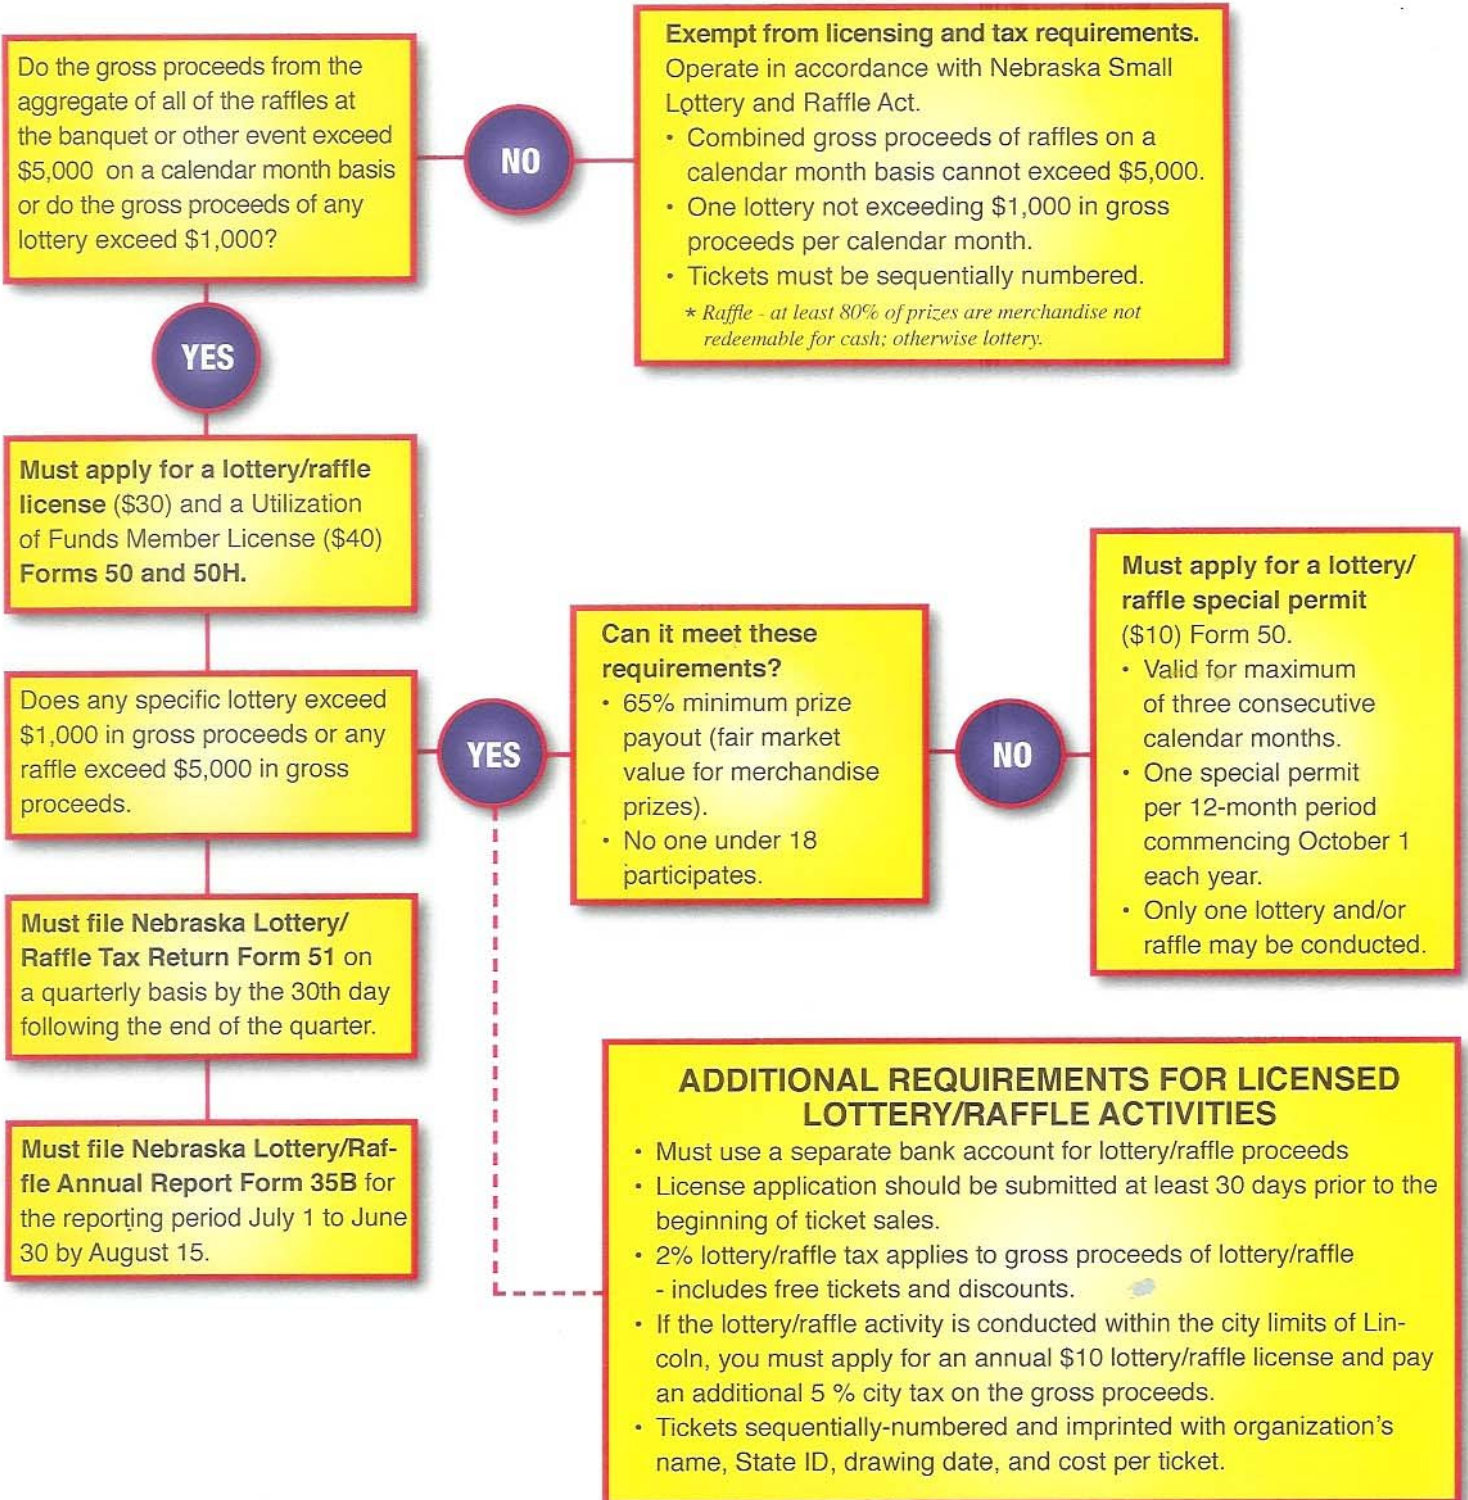 Do the gross proceeds from the
aggregate of all of the raffles at
the banquet or other event exceed
$5,000 on a calendar month basis
or do the gross proceeds of any
lottery exceed $1,000?
NO
Exempt from licensing and tax requirements.
Operate in accordance with Nebraska Small
Lottery and Raffle Act.
• Combined gross proceeds of raffles on a
calendar month basis cannot exceed $5,000.
• One lottery not exceeding $1,000 in gross
proceeds per calendar month.
• Tickets must be sequentially numbered.
* Raffle - at least 80% of prizes are merchandise not
redeemable for cash; otherwise lottery.
YES
Must apply for a lottery/raffle
license ($30) and a Utilization
of Funds Member License ($40)
Forms 50 and 50H.
Does any specific lottery exceed
$1,000 in gross proceeds or any
raffle exceed $5,000 in gross
proceeds.
YES
Can it meet these
requirements?
• 65% minimum prize
payout (fair market
value for merchandise
prizes).
• No one under 18
participates.
NO
Must apply for a lottery/
raffle special permit
($10) Form 50.
• Valid for maximum
of three consecutive
calendar months.
• One special permit
per 12-month period
commencing October 1
each year.
• Only one lottery and/or
raffle may be conducted.
Must file Nebraska Lottery/
Raffle Tax Return Form 51 on
a quarterly basis by the 30th day
following the end of the quarter.
Must file Nebraska Lottery/Raf-
fle Annual Report Form 35B for
the reporting period July 1 to June
30 by August 15.
ADDITIONAL REQUIREMENTS FOR LICENSED
LOTTERY/RAFFLE ACTIVITIES
• Must use a separate bank account for lottery/raffle proceeds
• License application should be submitted at least 30 days prior to the
beginning of ticket sales.
• 2% lottery/raffle tax applies to gross proceeds of lottery/raffle
- includes free tickets and discounts.
• If the lottery/raffle activity is conducted within the city limits of Lin-
coln, you must apply for an annual $10 lottery/raffle license and pay
an additional 5 % city tax on the gross proceeds.
• Tickets sequentially-numbered and imprinted with organization's
name, State ID, drawing date, and cost per ticket.